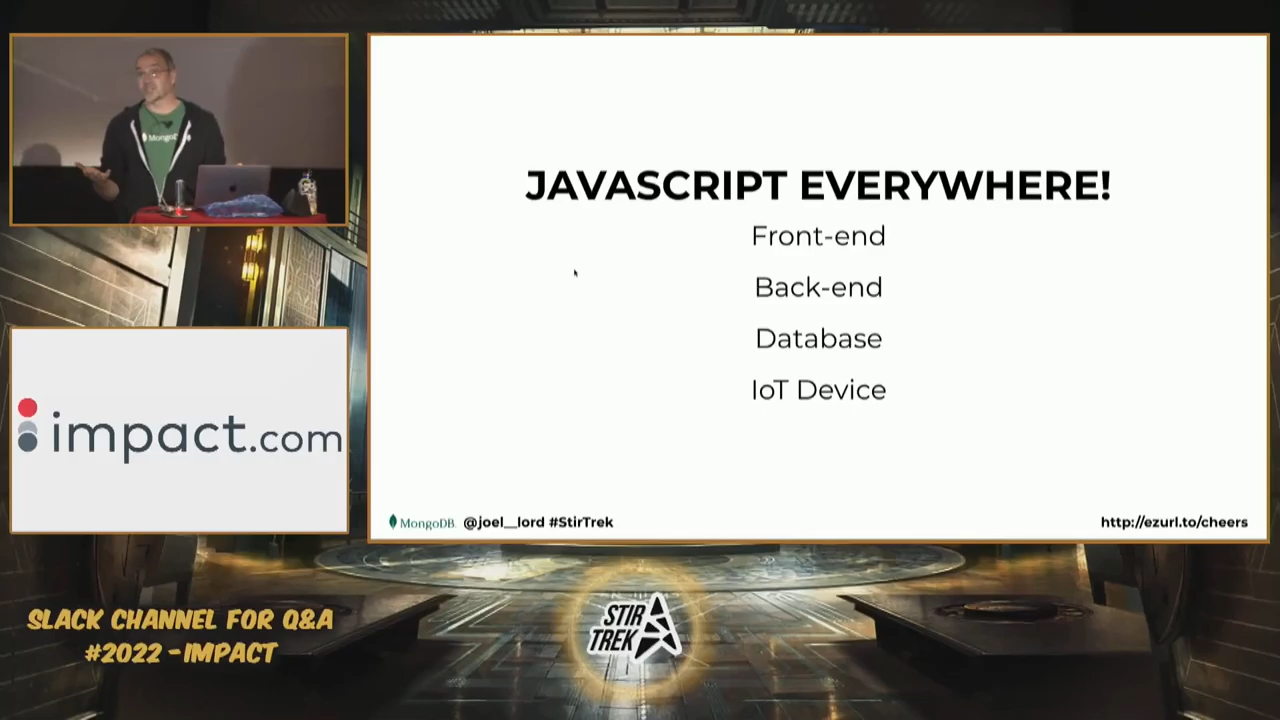 MongoDB
JAVASCRIPT EVERYWHERE!
Front-end
Back-end
Database
IoT Device
MongoDB. @joel__lord #StirTrek
http://ezurl.to/cheers
impact.com
SLACK CHANNEL FOR Q&A
#2022 - IMPACT
STIR
TREK